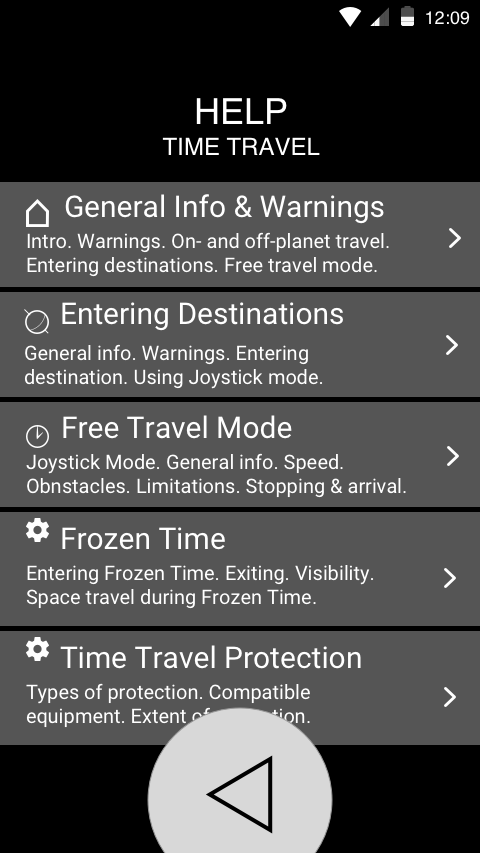 12:09
HELP
TIME TRAVEL
General Info & Warnings
Intro. Warnings. On- and off-planet travel.
Entering destinations. Free travel mode.
Entering Destinations
General info. Warnings. Entering
destination. Using Joystick mode.
Free Travel Mode
Joystick Mode. General info. Speed.
Obnstacles. Limitations. Stopping & arrival.
Frozen Time
Entering Frozen Time. Exiting. Visibility.
Space travel during Frozen Time.
Time Travel Protection
Types of protection. Compatible
equipment. Extent of